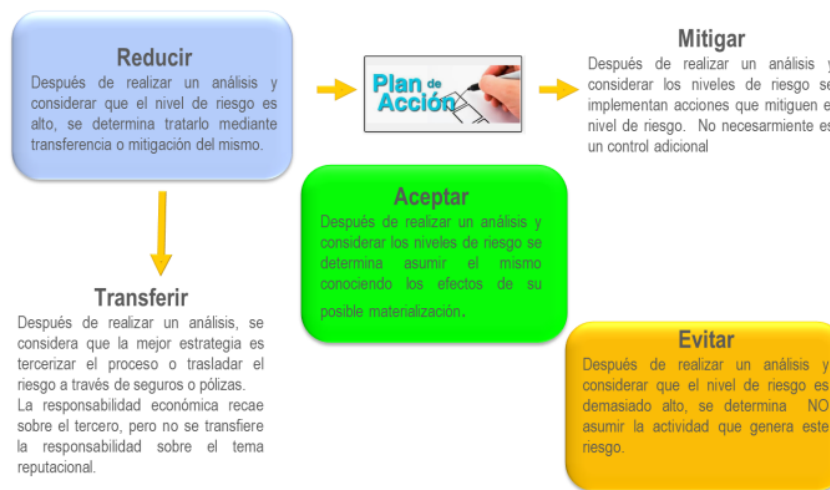 Reducir
Después de realizar un análisis y
considerar que el nivel de riesgo es
alto, se determina tratarlo mediante
transferencia o mitigación del mismo.
Plan de
Acción
Mitigar
Después de realizar un análisis y
considerar los niveles de riesgo se
implementan acciones que mitiguen el
nivel de riesgo. No necesarmiente es
un control adicional
Aceptar
Después de realizar un análisis y
considerar los niveles de riesgo se
determina asumir el mismo
conociendo los efectos de su
posible materialización.
Transferir
Después de realizar un análisis, se
considera que la mejor estrategia es
tercerizar el proceso o trasladar el
riesgo a través de seguros o pólizas.
La responsabilidad económica recae
sobre el tercero, pero no se transfiere
la responsabilidad sobre el tema
reputacional.
Evitar
Después de realizar un análisis y
considerar que el nivel de riesgo es
demasiado alto, se determina NO
asumir la actividad que genera este
riesgo.